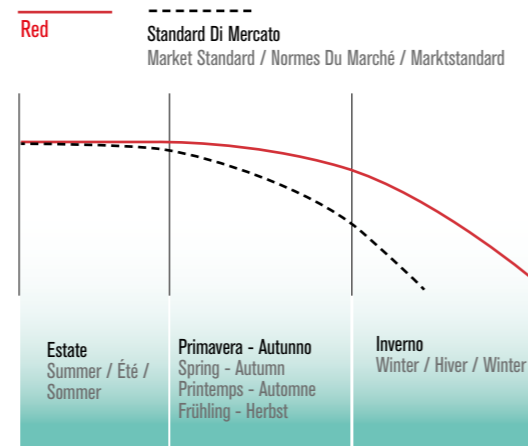 Red
Standard Di Mercato
Market Standard / Normes Du Marché / Marktstandard
Estate
Summer / Été /
Sommer
Primavera - Autunno
Spring - Autumn
Printemps - Automne
Frühling - Herbst
Inverno
Winter / Hiver / Winter